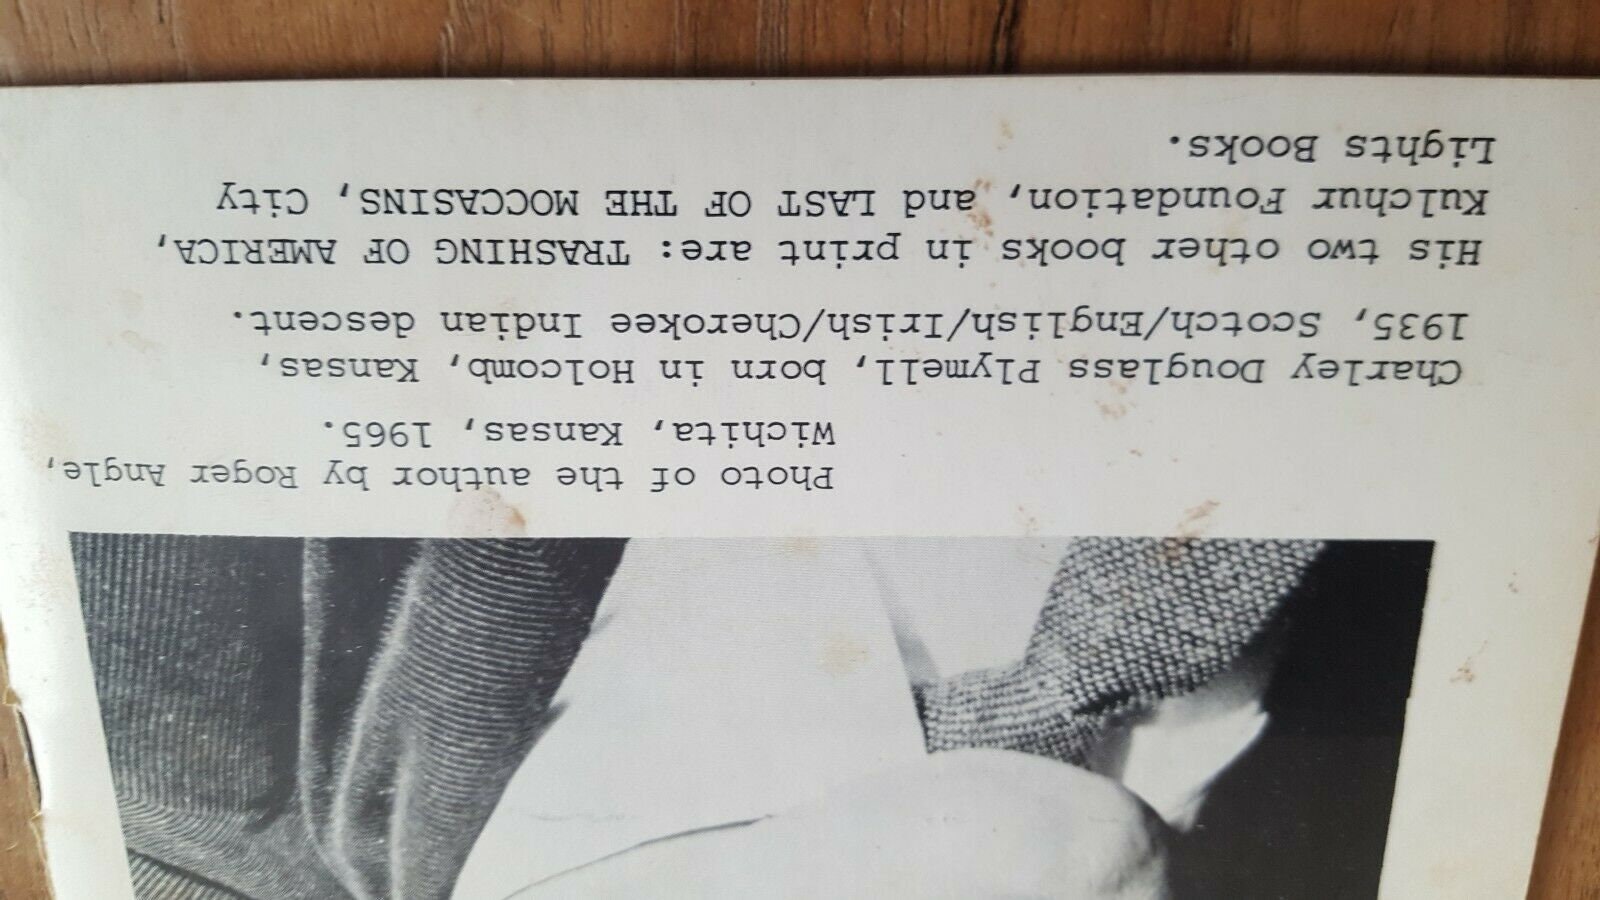 Photo of the author by Roger Angle,
Wichita, Kansas, 1965.
Charley Douglass Plymell, born in Holcomb, Kansas,
1935, Scotch/English/Irish/Cherokee Indian descent.
His two other books in print are: TRASHING OF AMERICA,
Kulchur Foundation, and LAST OF THE MOCCASINS, City
Lights Books.